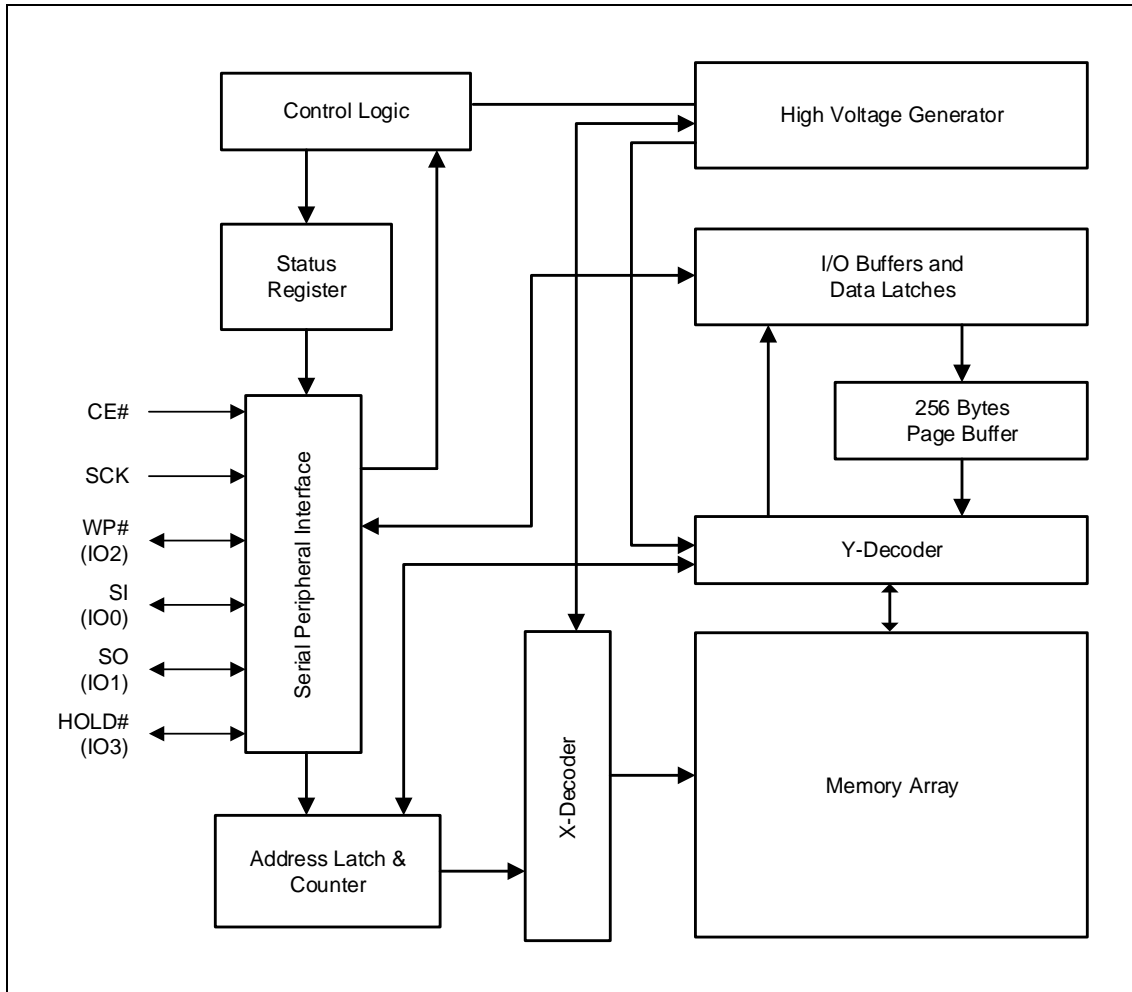 Control Logic
High Voltage Generator
Status
Register
I/O Buffers and
Data Latches
256 Bytes
Page Buffer
CE#
SCK
WP#
(IO2)
SI
(IO0)
SO
(IO1)
HOLD#
(IO3)
Serial Peripheral Interface
Y-Decoder
X-Decoder
Memory Array
Address Latch &
Counter